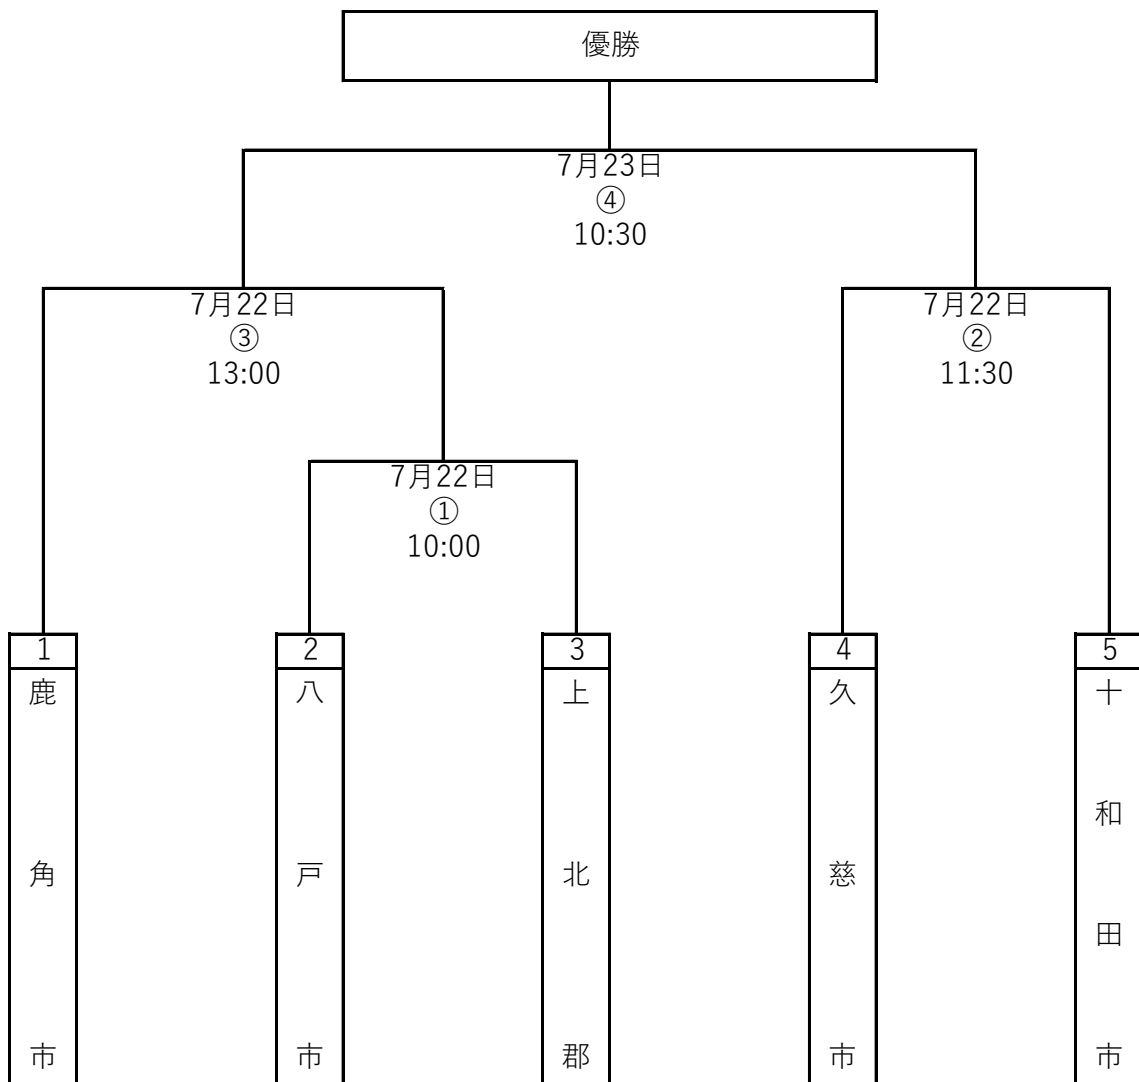 優勝
7月23日
④
10:30
7月22日
③
13:00
7月22日
②
11:30
7月22日
①
10:00
1
2
3
4
5
鹿角市
八戸市
上北郡
久慈市
十和田市